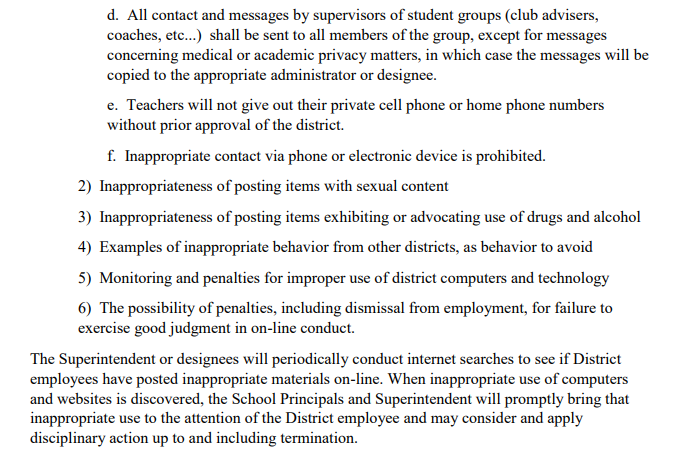 d. All contact and messages by supervisors of student groups (club advisers,
coaches, etc...) shall be sent to all members of the group, except for messages
concerning medical or academic privacy matters, in which case the messages will be
copied to the appropriate administrator or designee.
e. Teachers will not give out their private cell phone or home phone numbers
without prior approval of the district.
f. Inappropriate contact via phone or electronic device is prohibited.
2) Inappropriateness of posting items with sexual content
3) Inappropriateness of posting items exhibiting or advocating use of drugs and alcohol
4) Examples of inappropriate behavior from other districts, as behavior to avoid
5) Monitoring and penalties for improper use of district computers and technology
6) The possibility of penalties, including dismissal from employment, for failure to
exercise good judgment in on-line conduct.
The Superintendent or designees will periodically conduct internet searches to see if District
employees have posted inappropriate materials on-line. When inappropriate use of computers
and websites is discovered, the School Principals and Superintendent will promptly bring that
inappropriate use to the attention of the District employee and may consider and apply
disciplinary action up to and including termination.